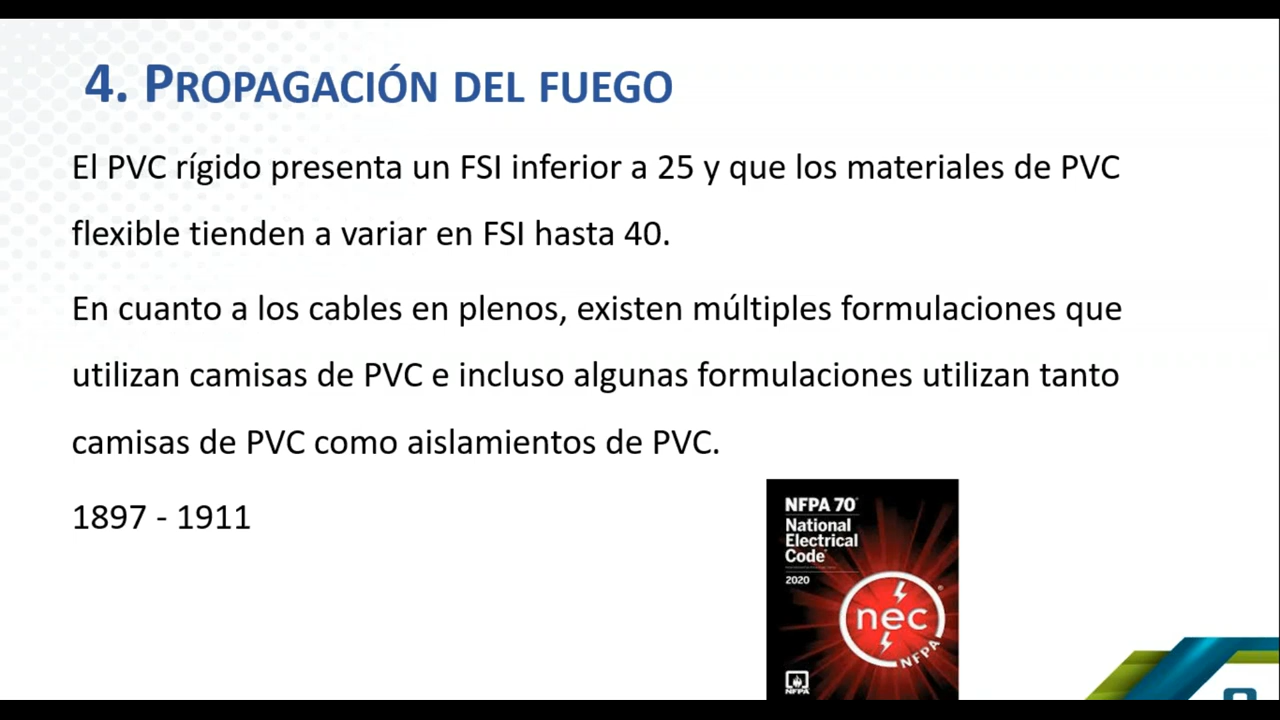 4. PROPAGACIÓN DEL FUEGO
El PVC rígido presenta un FSI inferior a 25 y que los materiales de PVC
flexible tienden a variar en FSI hasta 40.
En cuanto a los cables en plenos, existen múltiples formulaciones que
utilizan camisas de PVC e incluso algunas formulaciones utilizan tanto
camisas de PVC como aislamientos de PVC.
1897 - 1911
NFPA 70®
National
Electrical
Code®
2020
nec®
NFPA
NFPA